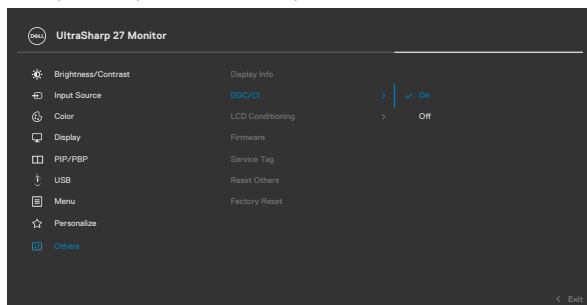 DELL UltraSharp 27 Monitor
Brightness/Contrast Display Info
Input Source DDC/CI > ✓ On
Color LCD Conditioning > Off
Display Firmware
PIP/PBP Service Tag
USB Reset Others
Menu Factory Reset
Personalize
Others
< Exit